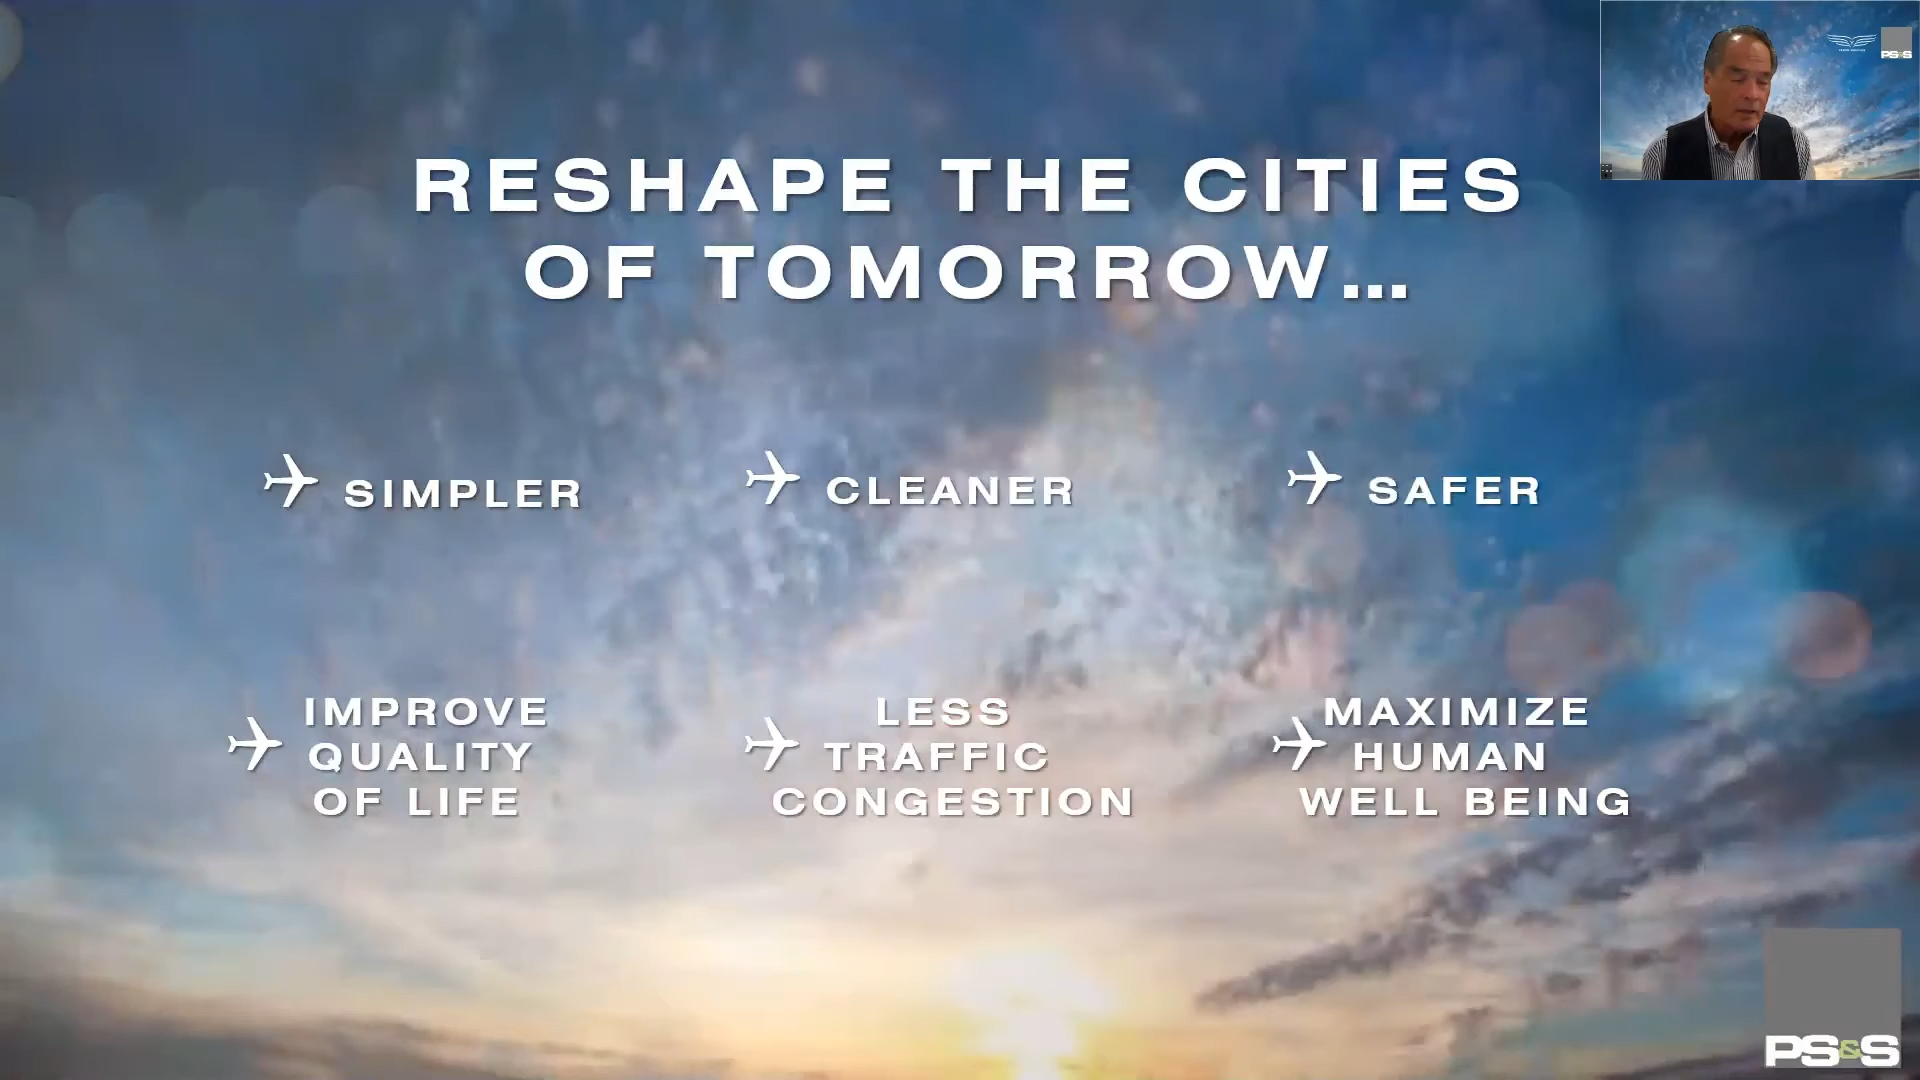 RESHAPE THE CITIES
OF TOMORROW...
SIMPLER
CLEANER
SAFER
IMPROVE
QUALITY
OF LIFE
LESS
TRAFFIC
CONGESTION
MAXIMIZE
HUMAN
WELL BEING
PS&S
PS&S